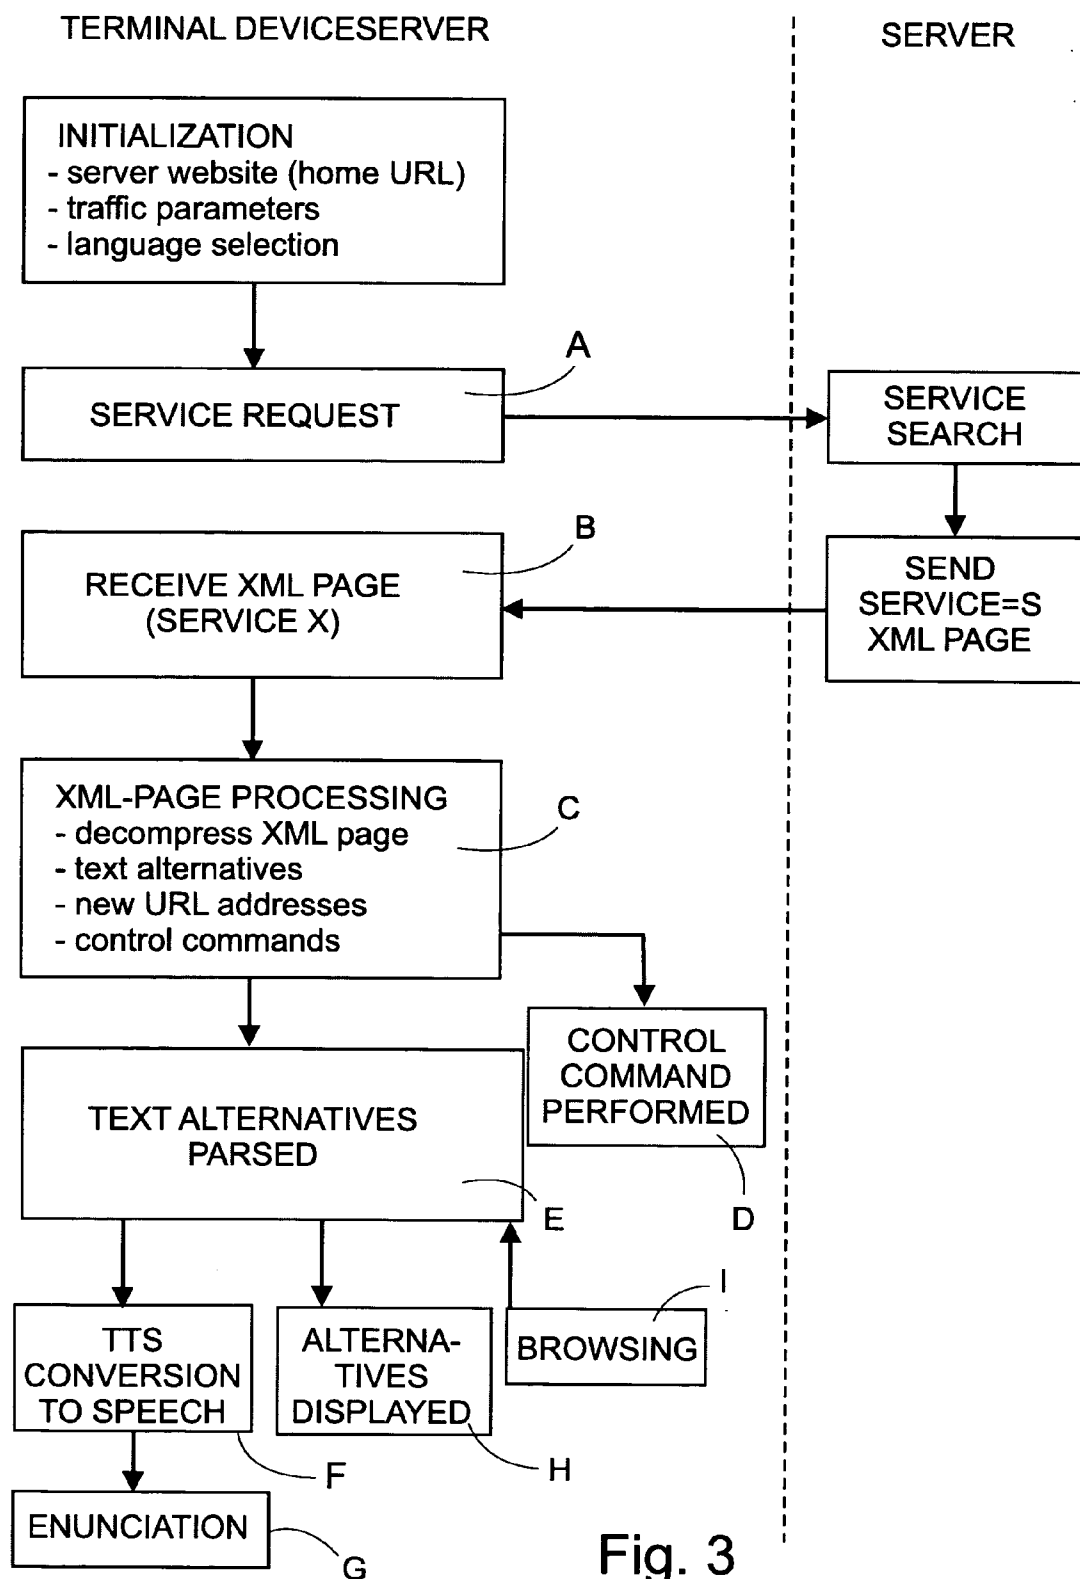 TERMINAL DEVICESERVER
SERVER
INITIALIZATION
- server website (home URL)
- traffic parameters
- language selection
A
SERVICE REQUEST
SERVICE
SEARCH
B
RECEIVE XML PAGE
(SERVICE X)
SEND
SERVICE=S
XML PAGE
XML-PAGE PROCESSING
- decompress XML page
- text alternatives
- new URL addresses
- control commands
C
CONTROL
COMMAND
PERFORMED
D
TEXT ALTERNATIVES
PARSED
E
I
TTS
CONVERSION
TO SPEECH
ALTERNA-
TIVES
DISPLAYED
BROWSING
F
H
ENUNCIATION
G
Fig. 3